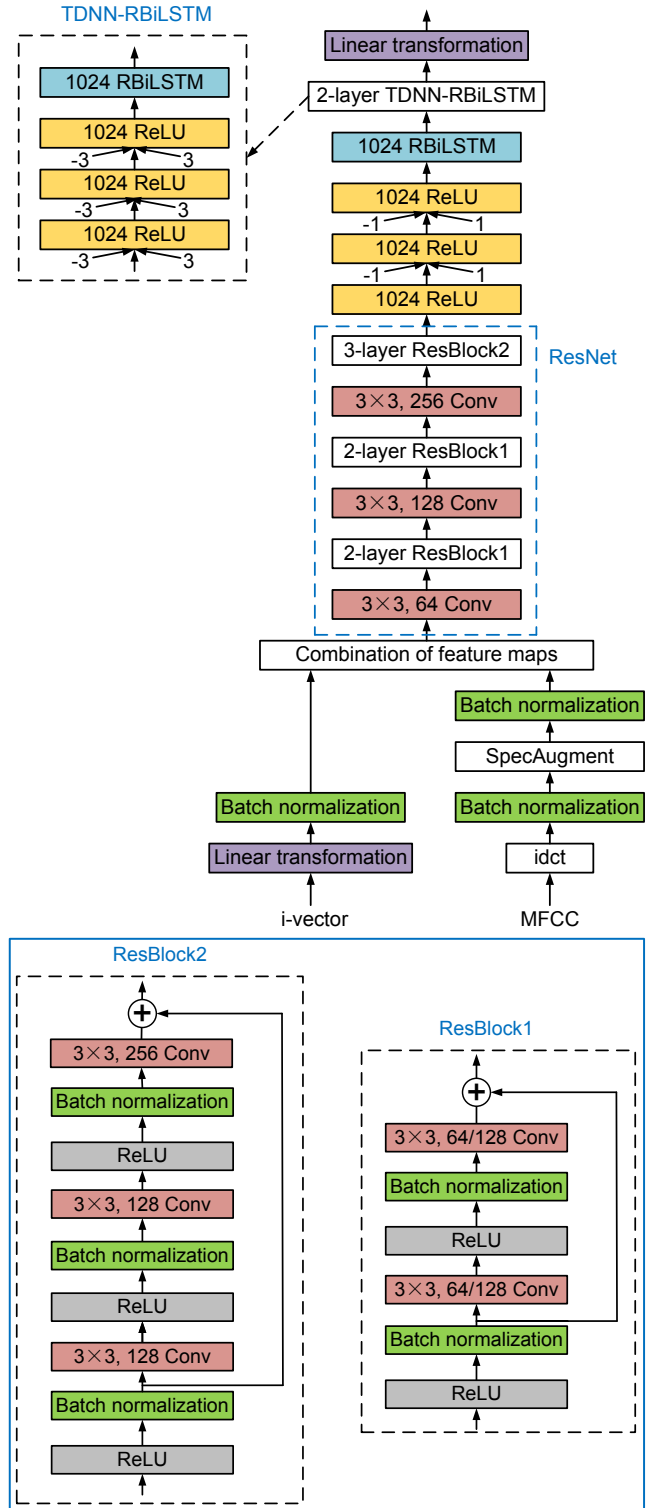 TDNN-RBiLSTM
1024 RBiLSTM
1024 ReLU
-3 3
1024 ReLU
-3 3
1024 ReLU
-3 3
Linear transformation
2-layer TDNN-RBiLSTM
1024 RBiLSTM
1024 ReLU
-1 1
1024 ReLU
-1 1
1024 ReLU
ResNet
3-layer ResBlock2
3×3, 256 Conv
2-layer ResBlock1
3×3, 128 Conv
2-layer ResBlock1
3×3, 64 Conv
Combination of feature maps
Batch normalization
SpecAugment
Batch normalization
Batch normalization
Linear transformation
idct
i-vector
MFCC
ResBlock2
+
3×3, 256 Conv
Batch normalization
ReLU
3×3, 128 Conv
Batch normalization
ReLU
3×3, 128 Conv
Batch normalization
ReLU
ResBlock1
+
3×3, 64/128 Conv
Batch normalization
ReLU
3×3, 64/128 Conv
Batch normalization
ReLU